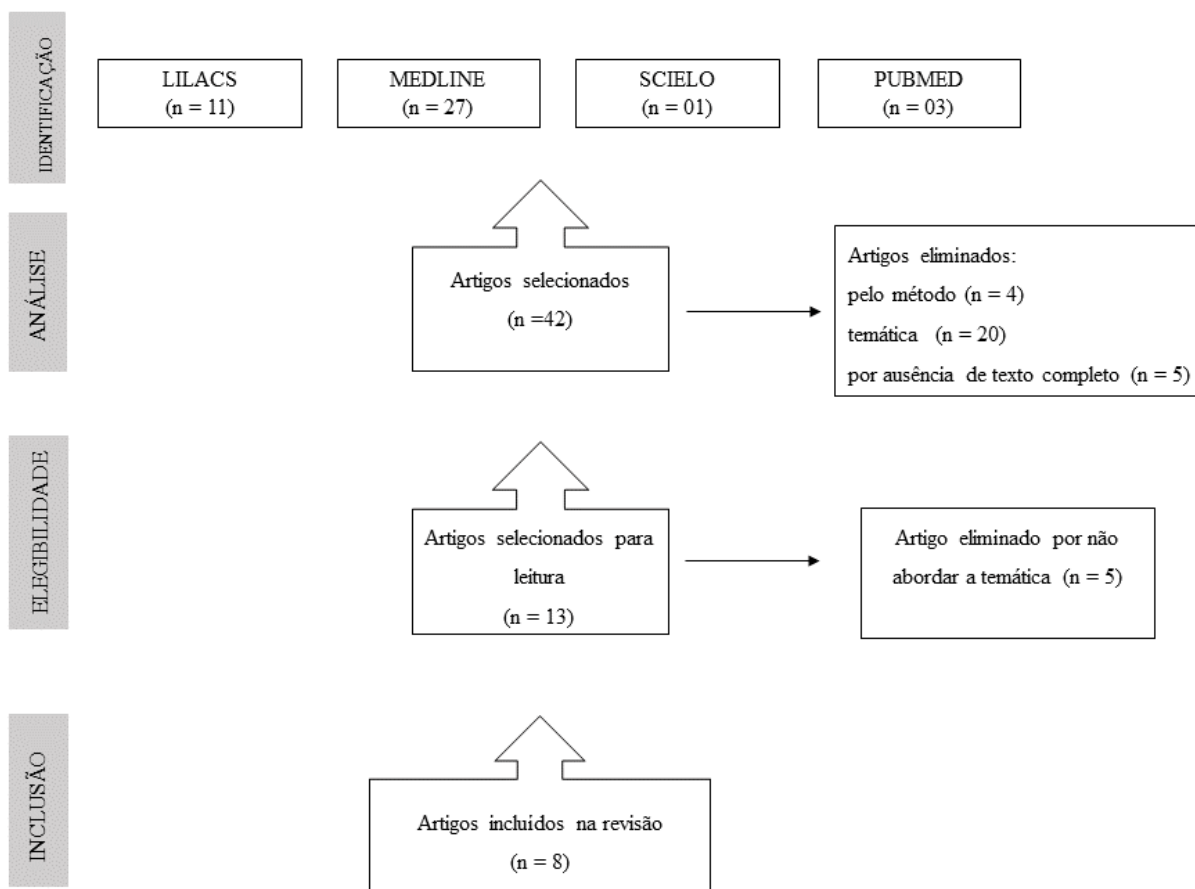 IDENTIFICAÇÃO
LILACS
(n = 11)
MEDLINE
(n = 27)
SCIELO
(n = 01)
PUBMED
(n = 03)
ANÁLISE
Artigos selecionados
(n =42)
Artigos eliminados:
pelo método (n = 4)
temática (n = 20)
por ausência de texto completo (n = 5)
ELEGIBILIDADE
Artigos selecionados para
leitura
(n = 13)
Artigo eliminado por não
abordar a temática (n = 5)
INCLUSÃO
Artigos incluídos na revisão
(n = 8)